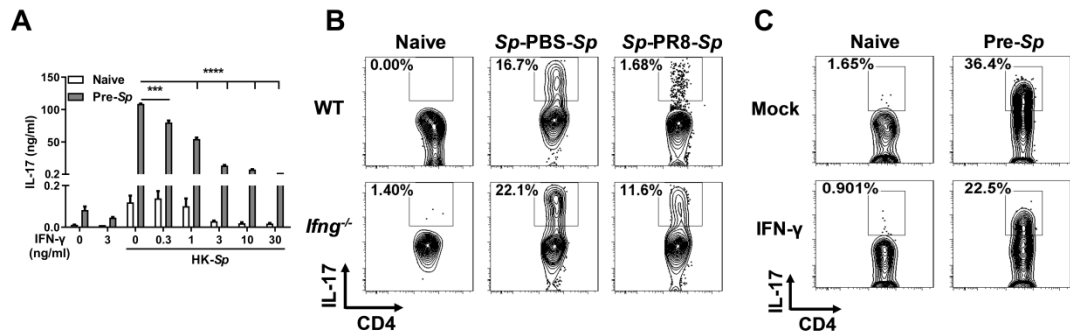 A
Naive
Pre-Sp
****
***
IL-17 (ng/ml)
150
100
50
0.2
0.2
0.0
IFN-γ
(ng/ml)
0 3 0 0.3 1 3 10 30
HK-Sp
B
Naive Sp-PBS-Sp Sp-PR8-Sp
WT
0.00% 16.7% 1.68%
Ifng-/-
1.40% 22.1% 11.6%
IL-17
CD4
C
Naive Pre-Sp
Mock
1.65% 36.4%
IFN-γ
0.901% 22.5%
IL-17
CD4